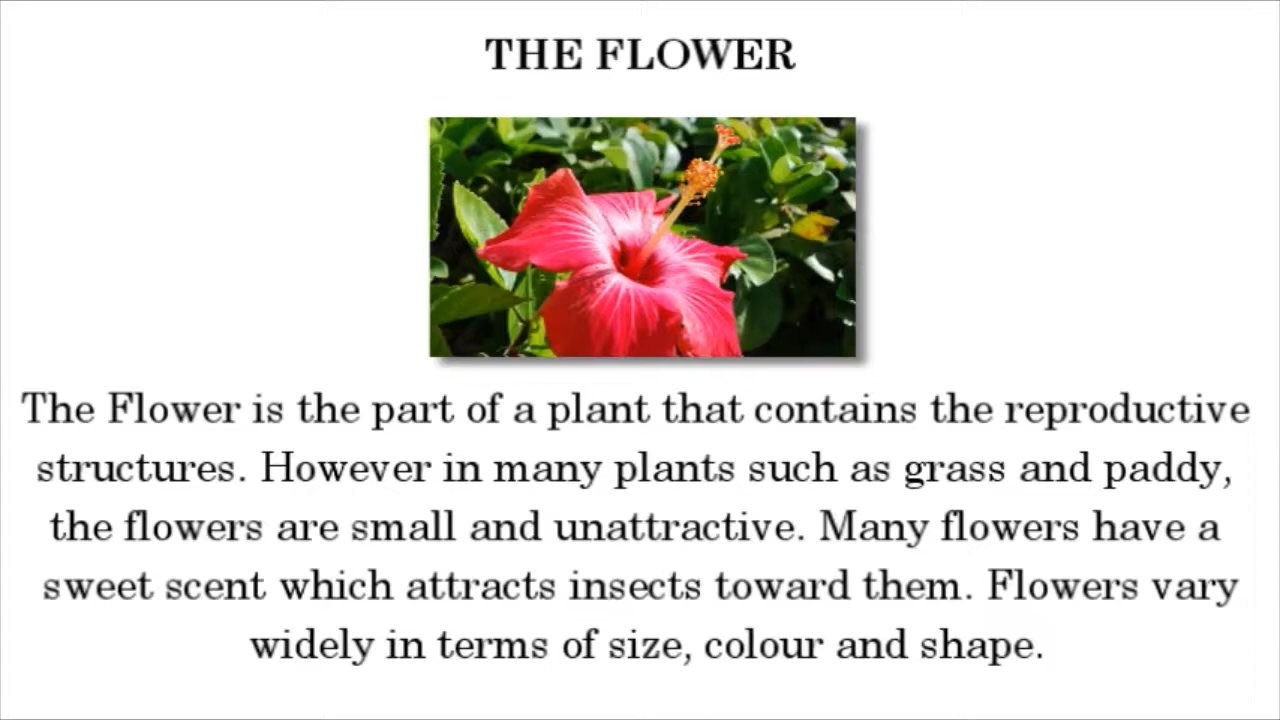 THE FLOWER
The Flower is the part of a plant that contains the reproductive
structures. However in many plants such as grass and paddy,
the flowers are small and unattractive. Many flowers have a
sweet scent which attracts insects toward them. Flowers vary
widely in terms of size, colour and shape.